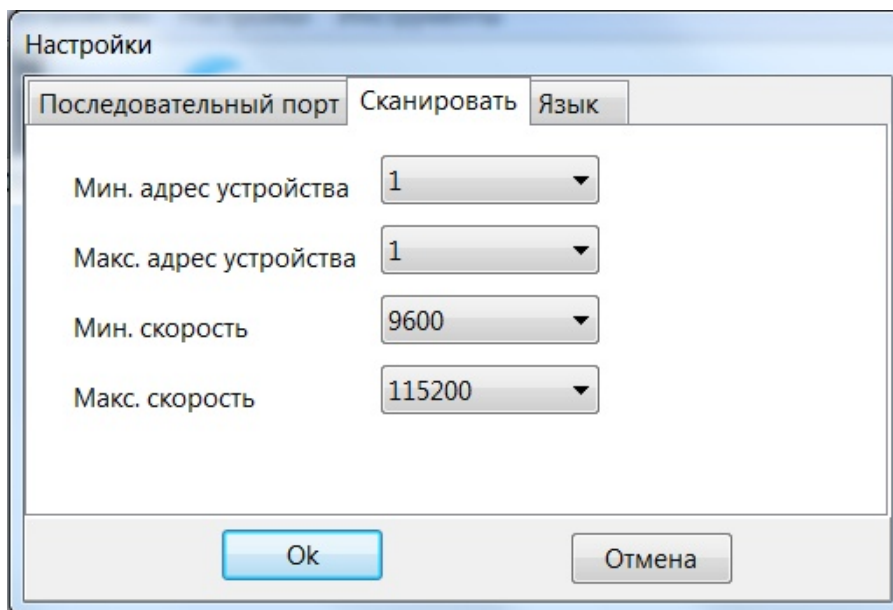 Настройки
Последовательный порт Сканировать Язык
Мин. адрес устройства 1
Макс. адрес устройства 1
Мин. скорость 9600
Макс. скорость 115200
Ok Отмена